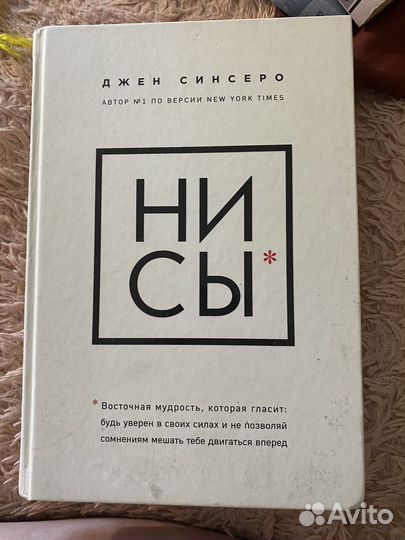 ДЖЕН СИНСЕРО
АВТОР №1 ПО ВЕРСИИ NEW YORK TIMES
НИ
СЫ*
* Восточная мудрость, которая гласит:
будь уверен в своих силах и не позволяй
сомнениям мешать тебе двигаться вперед
Avito